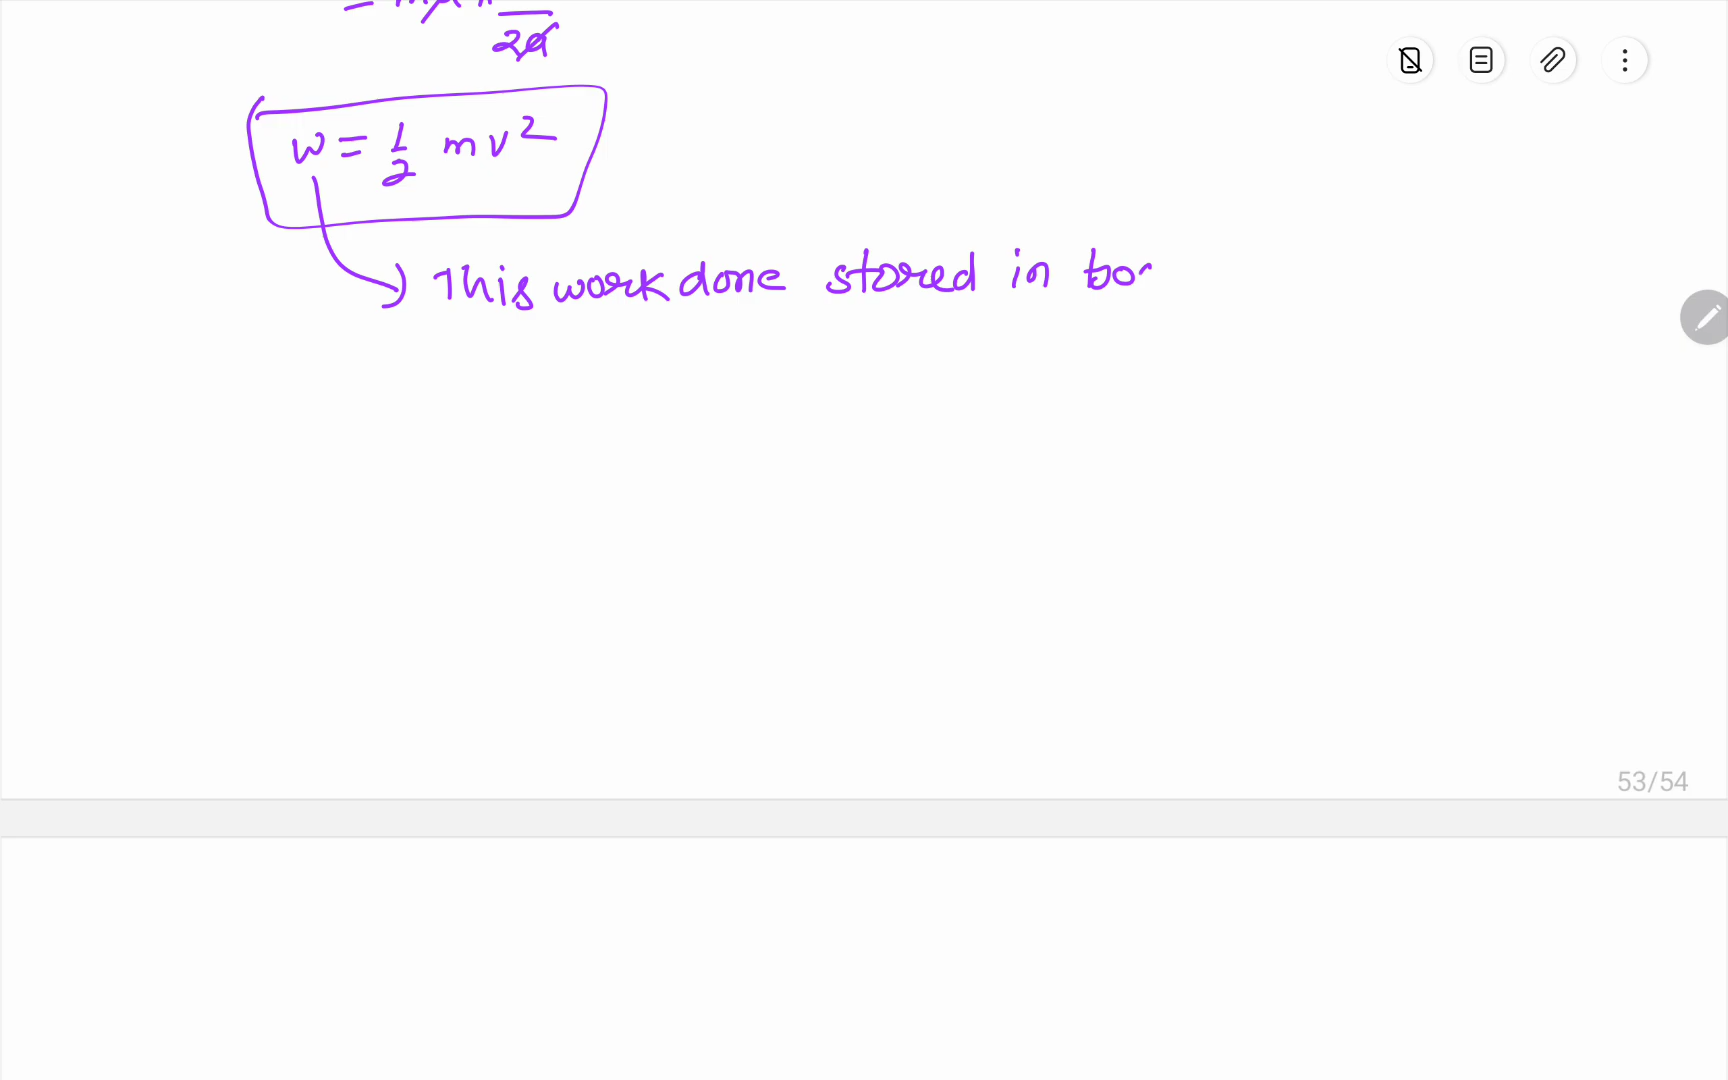 2a
W = 1/2 mv²
This work done stored in bo
53/54